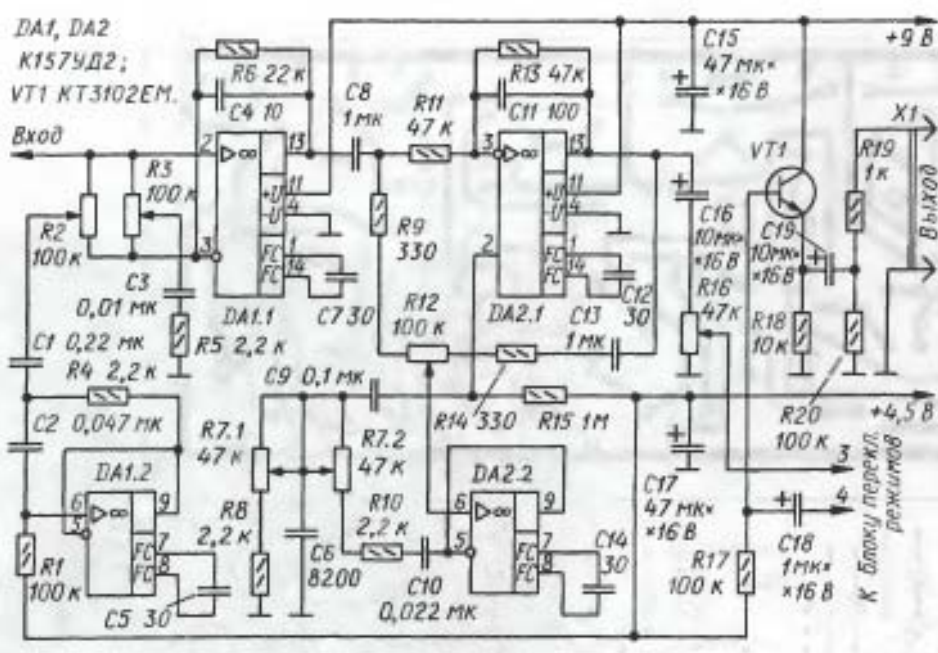 DA1, DA2
К157УД2;
VT1 КТ3102ЕМ.
Вход
R6 22 к
C4 10
2
3
13
▷∞
+U
-U
FC
FC
11
4
1
14
DA1.1
C7 30
C8
1 мк
R11
47 к
R13 47 к
C11 100
3
2
13
▷∞
+U
-U
FC
FC
11
4
1
14
DA2.1
C12
30
C15
47 мк×
×16 В
+9 В
VT1
X1
R19
1 к
Выход
R2
100 к
R3
100 к
C3
0,01 мк
R5 2,2 к
R9
330
R12
100 к
C13
1 мк
R14 330
R15 1М
C16
10 мк×
×16 В
R16
47 к
C19
10 мк×
×16 В
R18
10 к
R20
100 к
+4,5 В
C1 0,22 мк
R4 2,2 к
C2 0,047 мк
DA1.2
6
5
9
▷∞
FC
FC
7
8
R1
100 к
C5 30
C9 0,1 мк
R7.1
47 к
R7.2
47 к
R8
2,2 к
C6
8200
R10
2,2 к
C10
0,022 мк
DA2.2
6
5
9
▷∞
FC
FC
7
8
C14
30
C17
47 мк×
×16 В
R17
100 к
C18
1 мк×
×16 В
3
4
К блоку перекл.
режимов